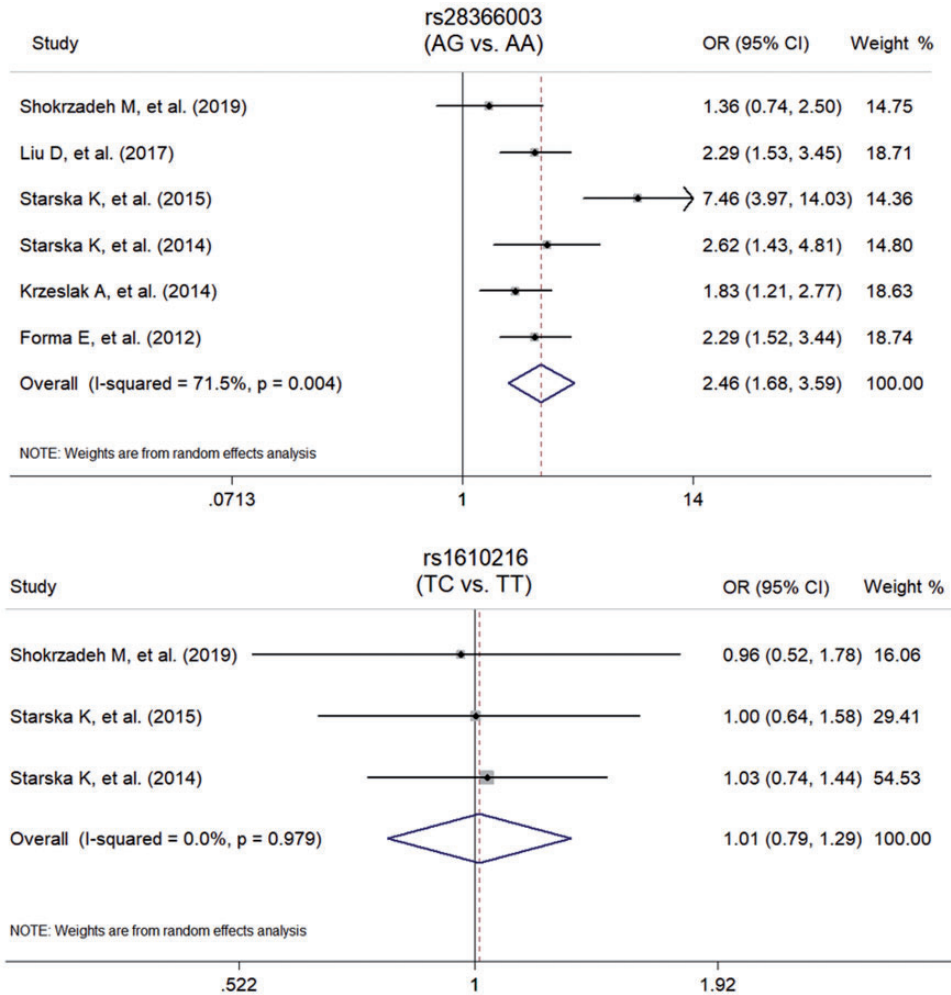 rs28366003
(AG vs. AA)
Study OR (95% CI) Weight %
Shokrzadeh M, et al. (2019) 1.36 (0.74, 2.50) 14.75
Liu D, et al. (2017) 2.29 (1.53, 3.45) 18.71
Starska K, et al. (2015) 7.46 (3.97, 14.03) 14.36
Starska K, et al. (2014) 2.62 (1.43, 4.81) 14.80
Krzeslak A, et al. (2014) 1.83 (1.21, 2.77) 18.63
Forma E, et al. (2012) 2.29 (1.52, 3.44) 18.74
Overall (I-squared = 71.5%, p = 0.004) 2.46 (1.68, 3.59) 100.00
NOTE: Weights are from random effects analysis
.0713 1 14
rs1610216
(TC vs. TT)
Study OR (95% CI) Weight %
Shokrzadeh M, et al. (2019) 0.96 (0.52, 1.78) 16.06
Starska K, et al. (2015) 1.00 (0.64, 1.58) 29.41
Starska K, et al. (2014) 1.03 (0.74, 1.44) 54.53
Overall (I-squared = 0.0%, p = 0.979) 1.01 (0.79, 1.29) 100.00
NOTE: Weights are from random effects analysis
.522 1 1.92